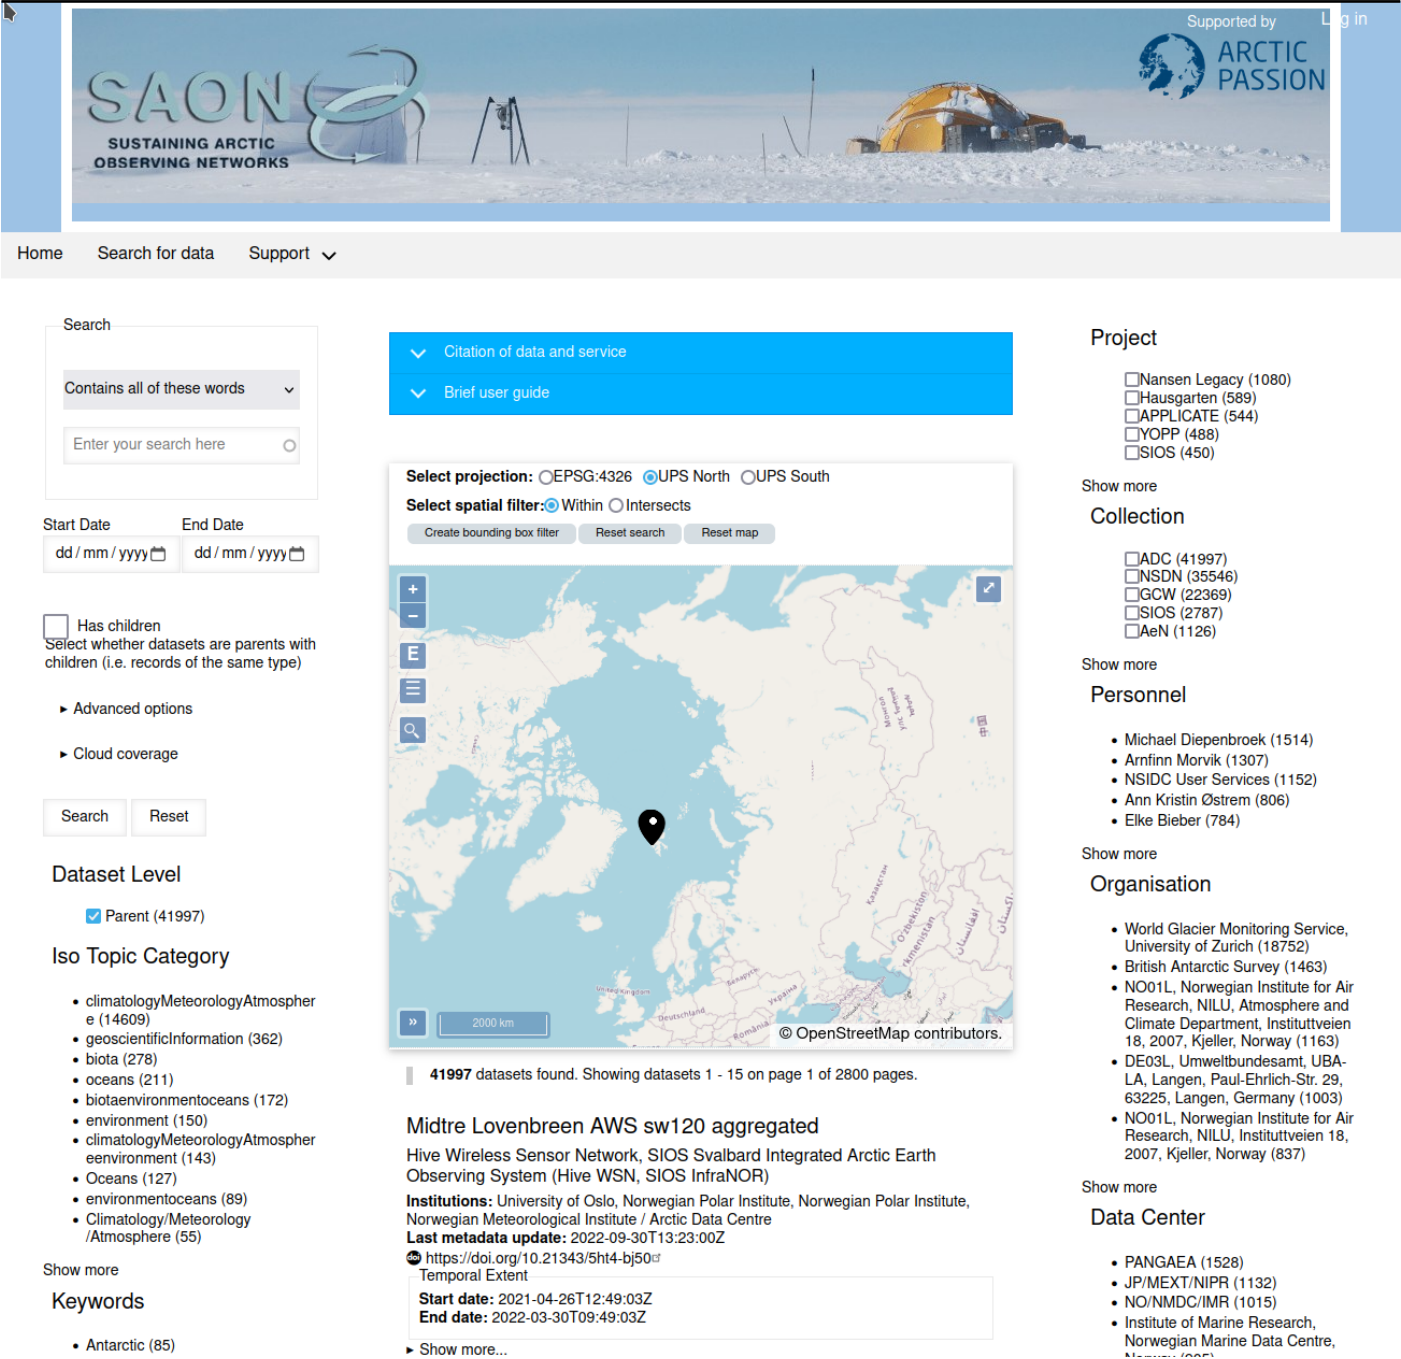 Supported by
Log in
ARCTIC
PASSION
SAON
SUSTAINING ARCTIC
OBSERVING NETWORKS
Home
Search for data
Support
Search
Contains all of these words
Enter your search here
Start Date
End Date
dd / mm / yyyy
dd / mm / yyyy
Has children
Select whether datasets are parents with
children (i.e. records of the same type)
▸ Advanced options
▸ Cloud coverage
Search
Reset
Dataset Level
Parent (41997)
Iso Topic Category
• climatologyMeteorologyAtmospher
e (14609)
• geoscientificInformation (362)
• biota (278)
• oceans (211)
• biotaenvironmentoceans (172)
• environment (150)
• climatologyMeteorologyAtmospher
eenvironment (143)
• Oceans (127)
• environmentoceans (89)
• Climatology/Meteorology
/Atmosphere (55)
Show more
Keywords
• Antarctic (85)
Citation of data and service
Brief user guide
Select projection: EPSG:4326 UPS North UPS South
Select spatial filter: Within Intersects
Create bounding box filter
Reset search
Reset map
+
−
E
»
2000 km
Монгол
улс
Казақстан
O'zbekiston
افغانستان
پاکستان
United Kingdom
Deutschland
Беларусь
Україна
România
© OpenStreetMap contributors.
41997 datasets found. Showing datasets 1 - 15 on page 1 of 2800 pages.
Midtre Lovenbreen AWS sw120 aggregated
Hive Wireless Sensor Network, SIOS Svalbard Integrated Arctic Earth
Observing System (Hive WSN, SIOS InfraNOR)
Institutions: University of Oslo, Norwegian Polar Institute, Norwegian Polar Institute,
Norwegian Meteorological Institute / Arctic Data Centre
Last metadata update: 2022-09-30T13:23:00Z
doi https://doi.org/10.21343/5ht4-bj50
Temporal Extent
Start date: 2021-04-26T12:49:03Z
End date: 2022-03-30T09:49:03Z
▸ Show more...
Project
Nansen Legacy (1080)
Hausgarten (589)
APPLICATE (544)
YOPP (488)
SIOS (450)
Show more
Collection
ADC (41997)
NSDN (35546)
GCW (22369)
SIOS (2787)
AeN (1126)
Show more
Personnel
• Michael Diepenbroek (1514)
• Arnfinn Morvik (1307)
• NSIDC User Services (1152)
• Ann Kristin Østrem (806)
• Elke Bieber (784)
Show more
Organisation
• World Glacier Monitoring Service,
University of Zurich (18752)
• British Antarctic Survey (1463)
• NO01L, Norwegian Institute for Air
Research, NILU, Atmosphere and
Climate Department, Instituttveien
18, 2007, Kjeller, Norway (1163)
• DE03L, Umweltbundesamt, UBA-
LA, Langen, Paul-Ehrlich-Str. 29,
63225, Langen, Germany (1003)
• NO01L, Norwegian Institute for Air
Research, NILU, Instituttveien 18,
2007, Kjeller, Norway (837)
Show more
Data Center
• PANGAEA (1528)
• JP/MEXT/NIPR (1132)
• NO/NMDC/IMR (1015)
• Institute of Marine Research,
Norwegian Marine Data Centre,